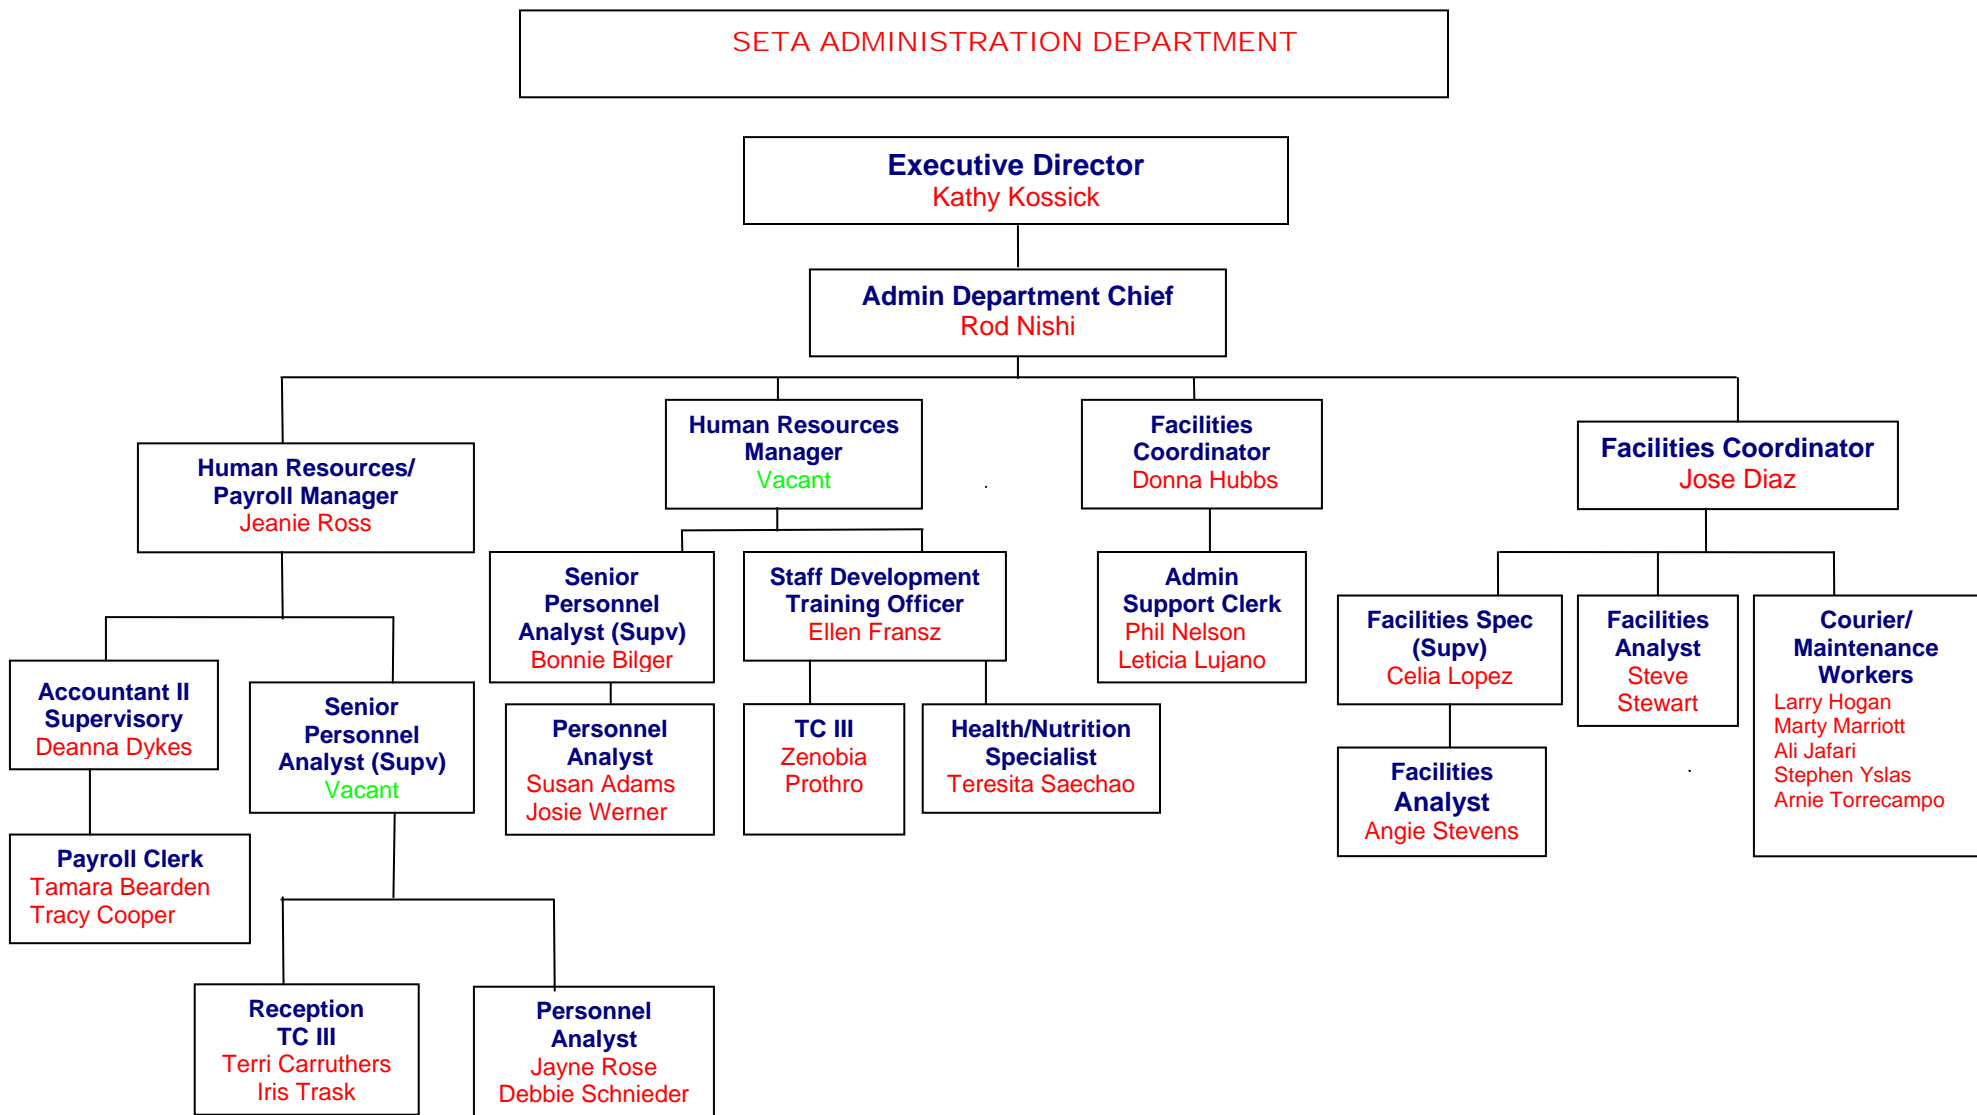 SETA ADMINISTRATION DEPARTMENT
Executive Director
Kathy Kossick
Admin Department Chief
Rod Nishi
Human Resources/
Payroll Manager
Jeanie Ross
Human Resources
Manager
Vacant
Facilities
Coordinator
Donna Hubbs
Facilities Coordinator
Jose Diaz
Accountant II
Supervisory
Deanna Dykes
Senior
Personnel
Analyst (Supv)
Vacant
Senior
Personnel
Analyst (Supv)
Bonnie Bilger
Staff Development
Training Officer
Ellen Fransz
Admin
Support Clerk
Phil Nelson
Leticia Lujano
Facilities Spec
(Supv)
Celia Lopez
Facilities
Analyst
Steve
Stewart
Courier/
Maintenance
Workers
Larry Hogan
Marty Marriott
Ali Jafari
Stephen Yslas
Arnie Torrecampo
Payroll Clerk
Tamara Bearden
Tracy Cooper
Personnel
Analyst
Susan Adams
Josie Werner
TC III
Zenobia
Prothro
Health/Nutrition
Specialist
Teresita Saechao
Facilities
Analyst
Angie Stevens
Reception
TC III
Terri Carruthers
Iris Trask
Personnel
Analyst
Jayne Rose
Debbie Schnieder